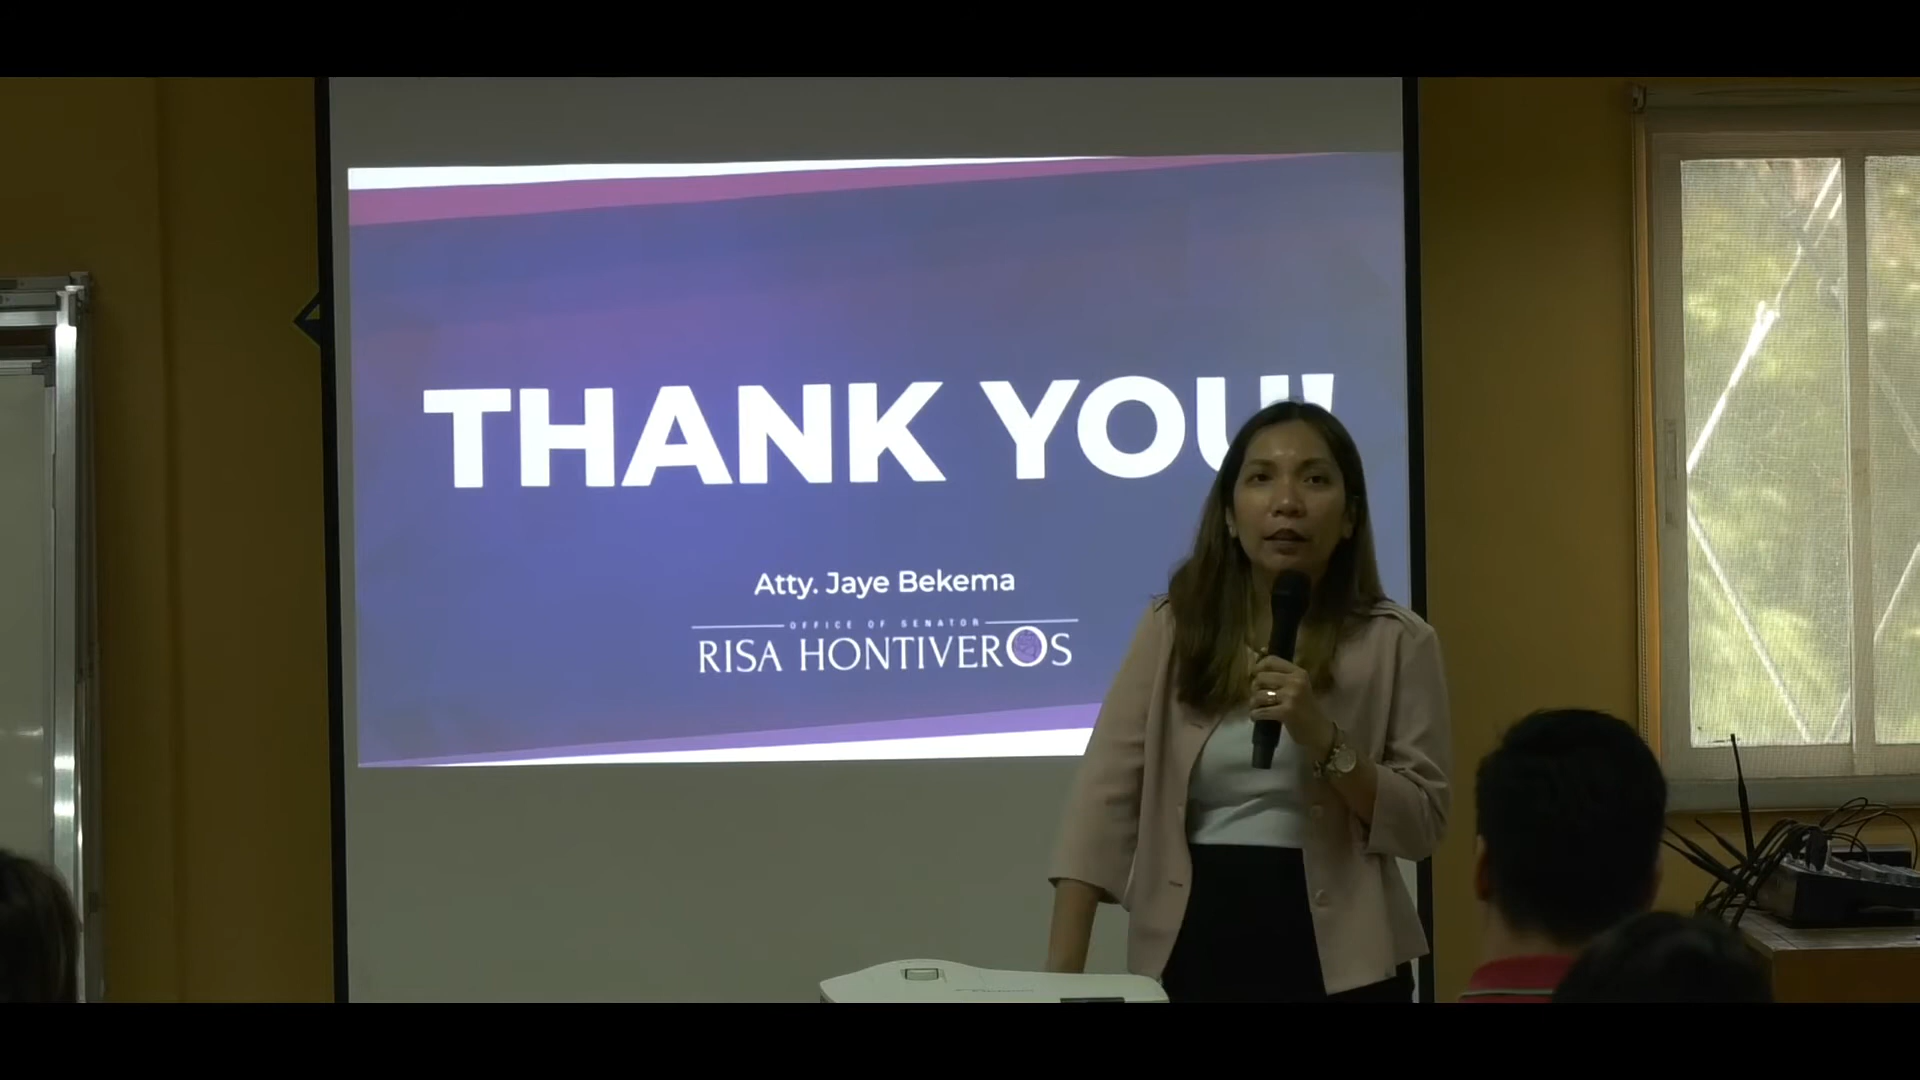 THANK YOU!
Atty. Jaye Bekema
OFFICE OF SENATOR
RISA HONTIVEROS